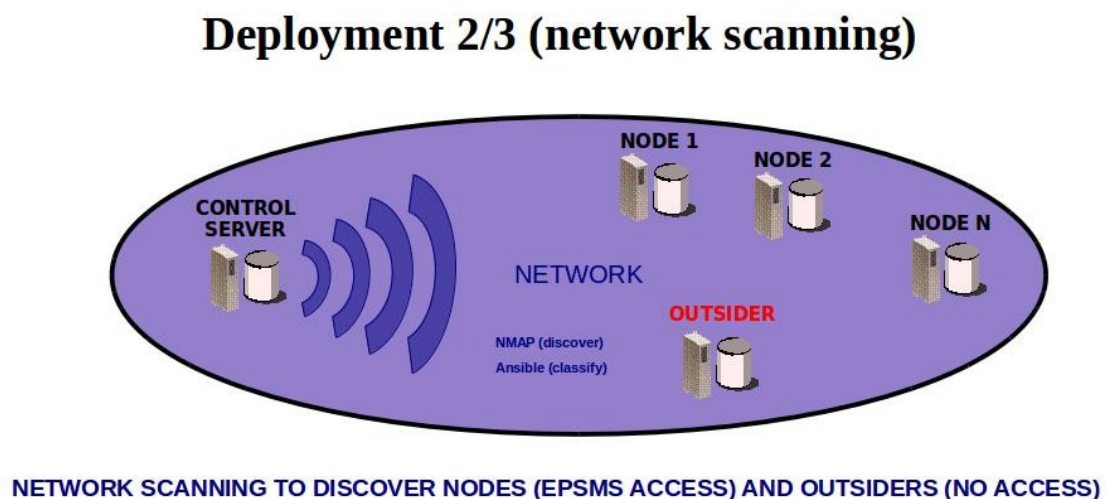 Deployment 2/3 (network scanning)
NODE 1
NODE 2
CONTROL
SERVER
NODE N
NETWORK
OUTSIDER
NMAP (discover)
Ansible (classify)
NETWORK SCANNING TO DISCOVER NODES (EPSMS ACCESS) AND OUTSIDERS (NO ACCESS)